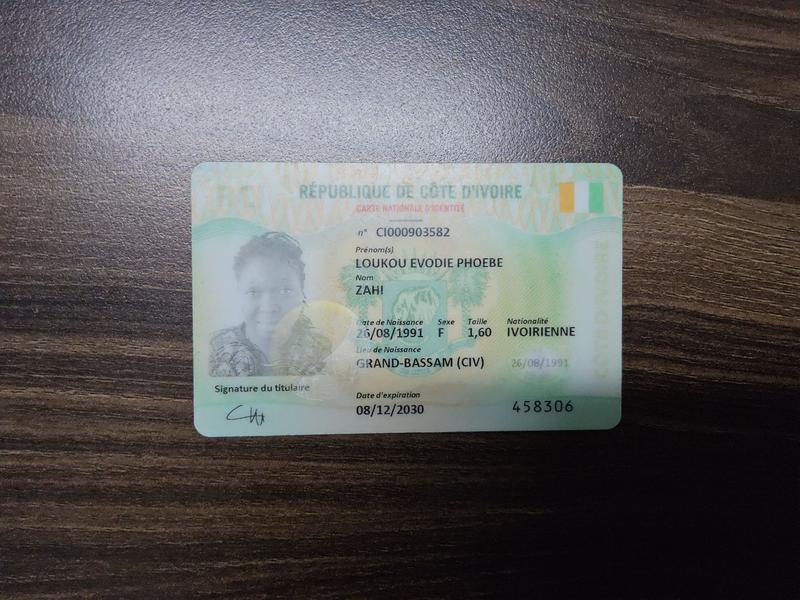 RÉPUBLIQUE DE CÔTE D'IVOIRE
CARTE NATIONALE D'IDENTITÉ
n° CI000903582
Prénom(s)
LOUKOU EVODIE PHOEBE
Nom
ZAHI
Date de Naissance Sexe Taille Nationalité
26/08/1991 F 1,60 IVOIRIENNE
Lieu de Naissance
GRAND-BASSAM (CIV) 26/08/1991
Signature du titulaire
Date d'expiration
08/12/2030 458306